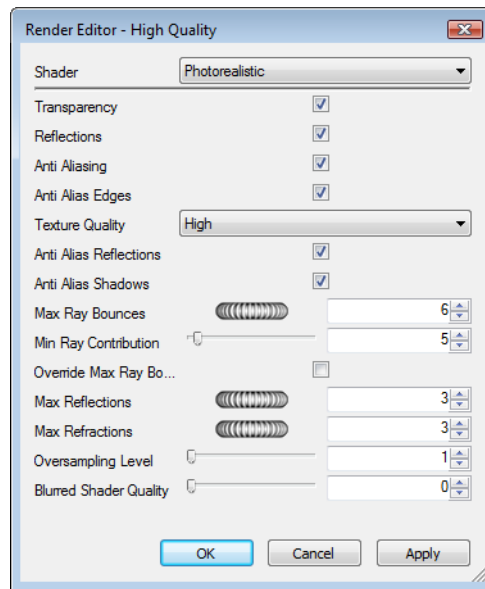 Render Editor - High Quality
Shader Photorealistic
Transparency
Reflections
Anti Aliasing
Anti Alias Edges
Texture Quality High
Anti Alias Reflections
Anti Alias Shadows
Max Ray Bounces 6
Min Ray Contribution 5
Override Max Ray Bo...
Max Reflections 3
Max Refractions 3
Oversampling Level 1
Blurred Shader Quality 0
OK Cancel Apply